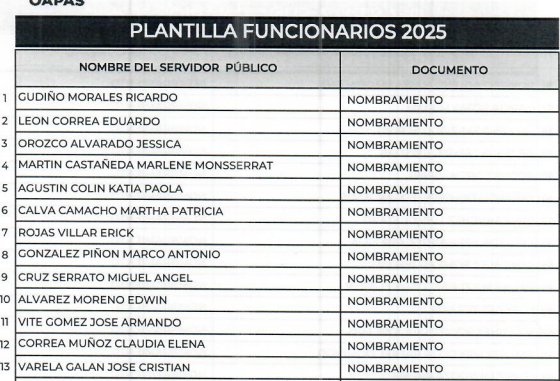 OAPAS
PLANTILLA FUNCIONARIOS 2025
NOMBRE DEL SERVIDOR PÚBLICO DOCUMENTO
1 GUDIÑO MORALES RICARDO NOMBRAMIENTO
2 LEON CORREA EDUARDO NOMBRAMIENTO
3 OROZCO ALVARADO JESSICA NOMBRAMIENTO
4 MARTIN CASTAÑEDA MARLENE MONSSERRAT NOMBRAMIENTO
5 AGUSTIN COLIN KATIA PAOLA NOMBRAMIENTO
6 CALVA CAMACHO MARTHA PATRICIA NOMBRAMIENTO
7 ROJAS VILLAR ERICK NOMBRAMIENTO
8 GONZALEZ PIÑON MARCO ANTONIO NOMBRAMIENTO
9 CRUZ SERRATO MIGUEL ANGEL NOMBRAMIENTO
10 ALVAREZ MORENO EDWIN NOMBRAMIENTO
11 VITE GOMEZ JOSE ARMANDO NOMBRAMIENTO
12 CORREA MUÑOZ CLAUDIA ELENA NOMBRAMIENTO
13 VARELA GALAN JOSE CRISTIAN NOMBRAMIENTO